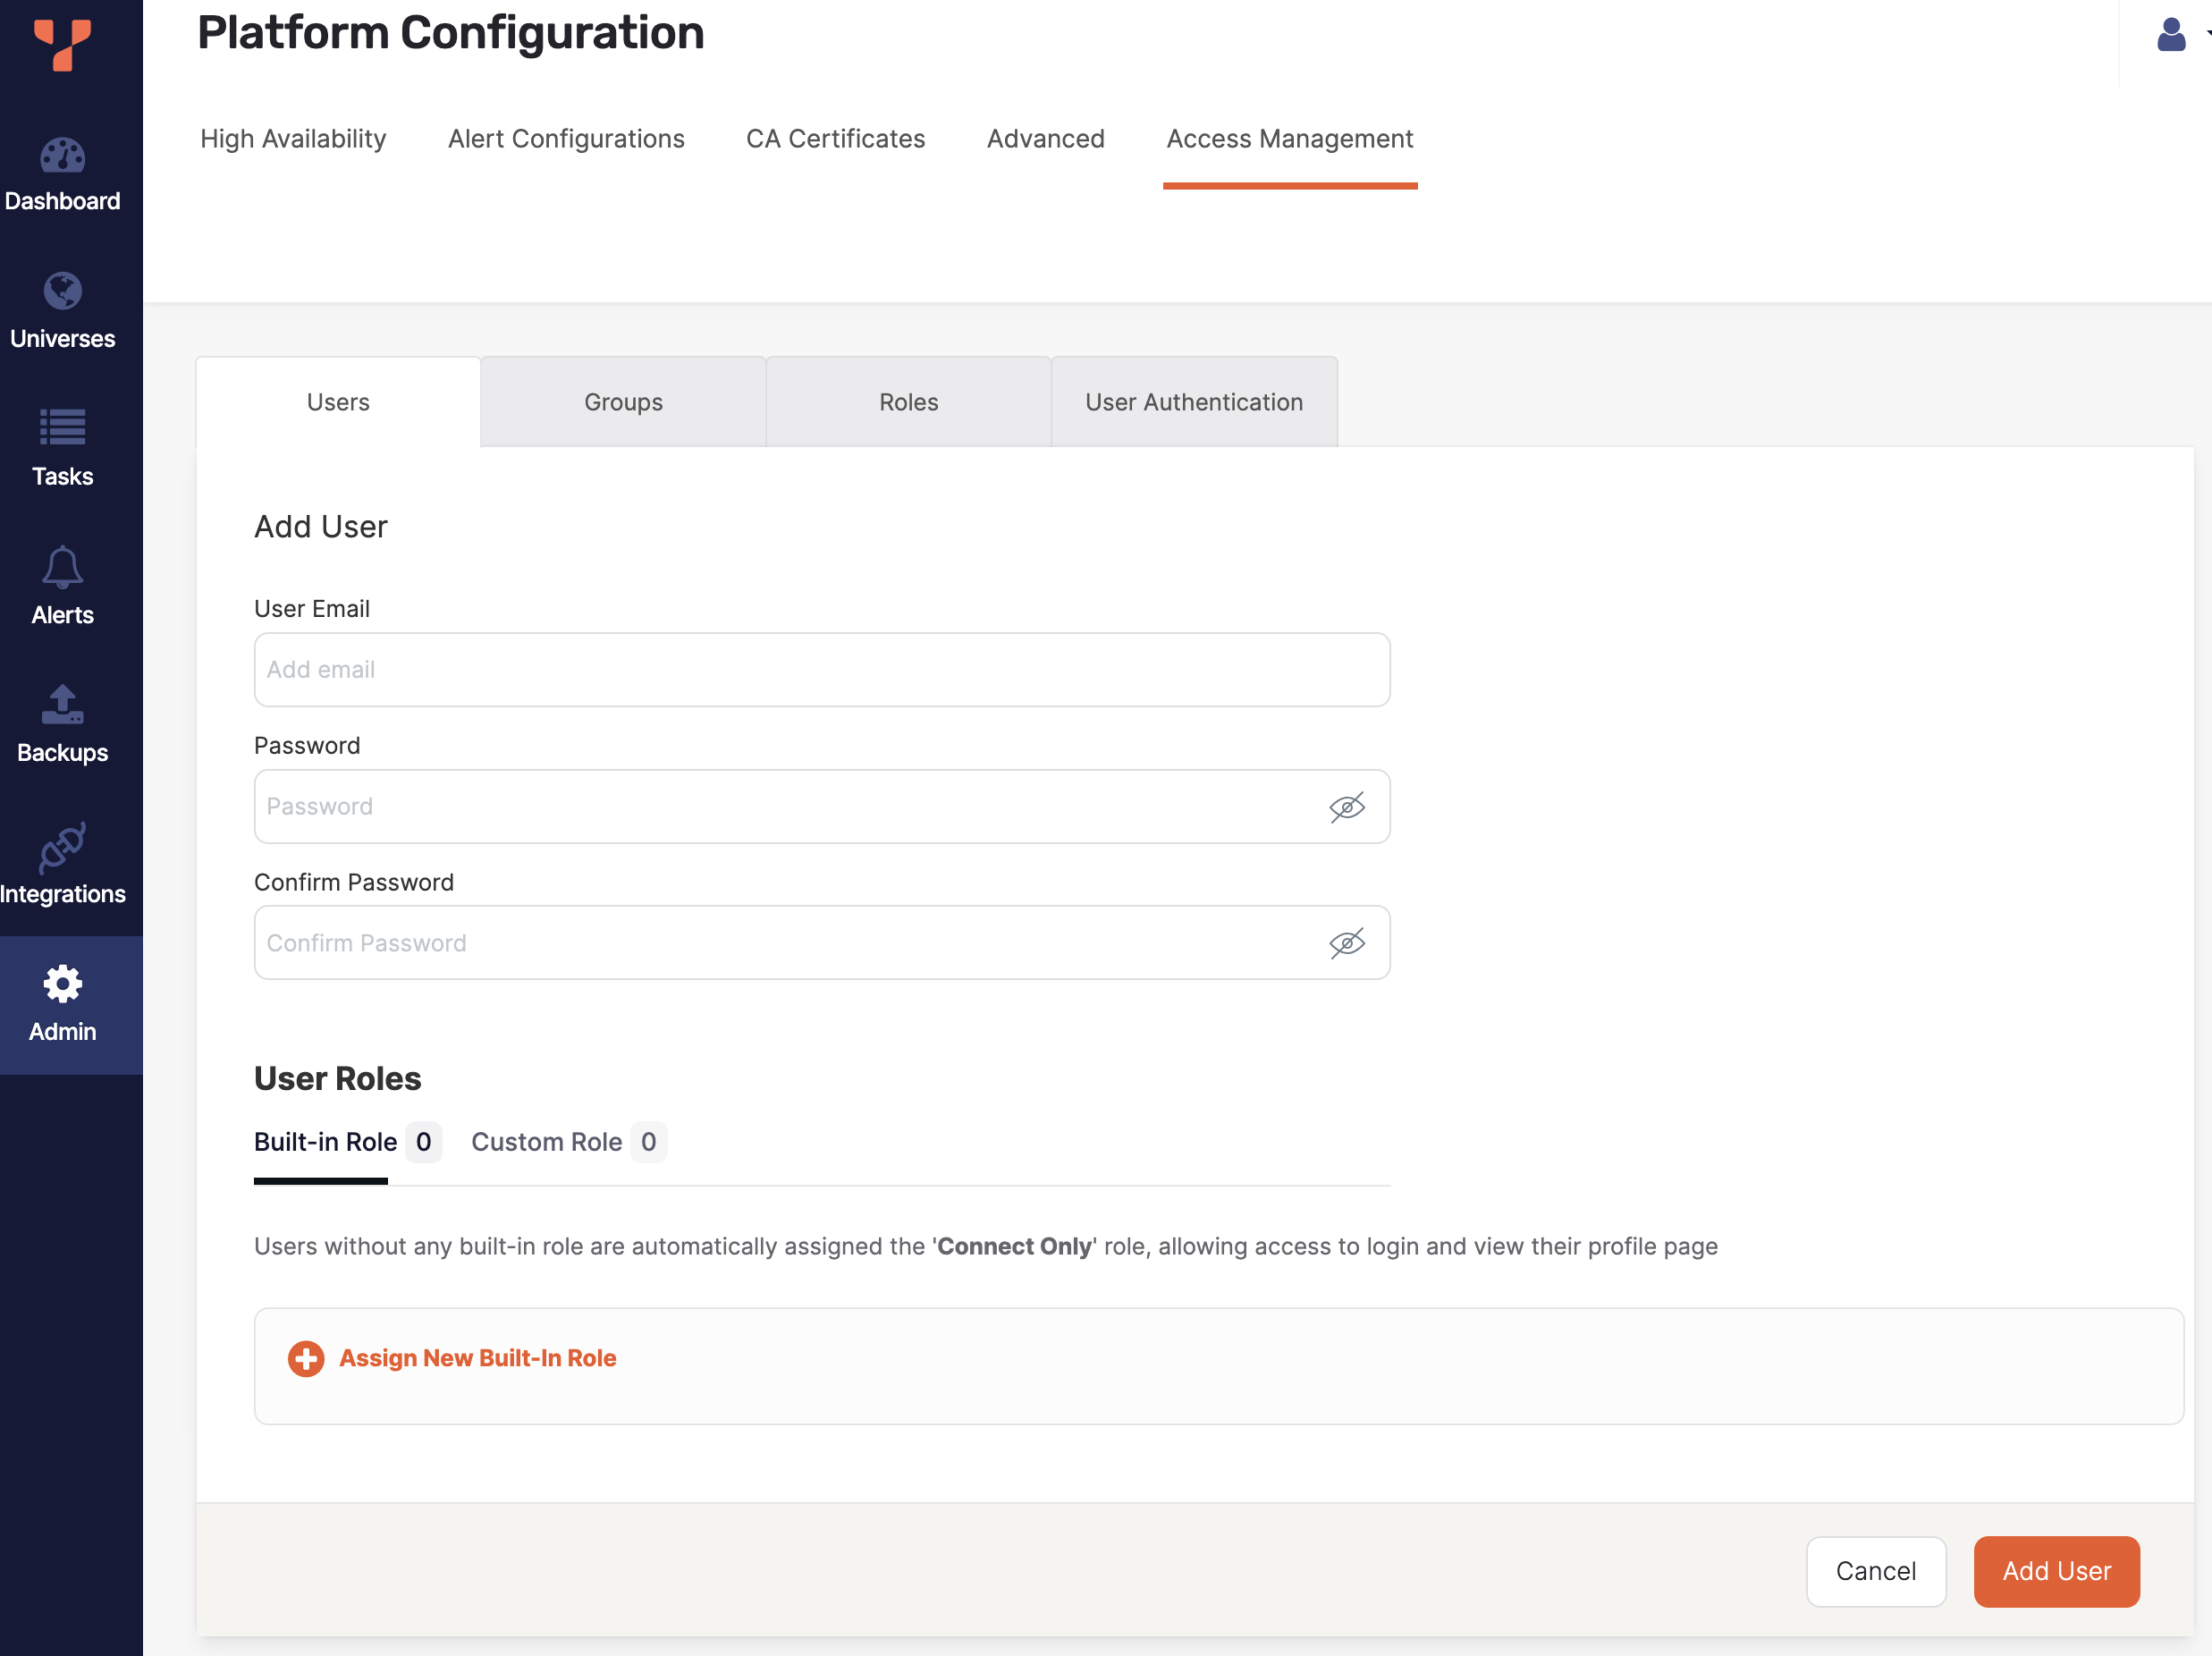 Platform Configuration
High Availability
Alert Configurations
CA Certificates
Advanced
Access Management
Dashboard
Universes
Tasks
Alerts
Backups
Integrations
Admin
Users
Groups
Roles
User Authentication
Add User
User Email
Add email
Password
Password
Confirm Password
Confirm Password
User Roles
Built-in Role 0
Custom Role 0
Users without any built-in role are automatically assigned the 'Connect Only' role, allowing access to login and view their profile page
Assign New Built-In Role
Cancel
Add User